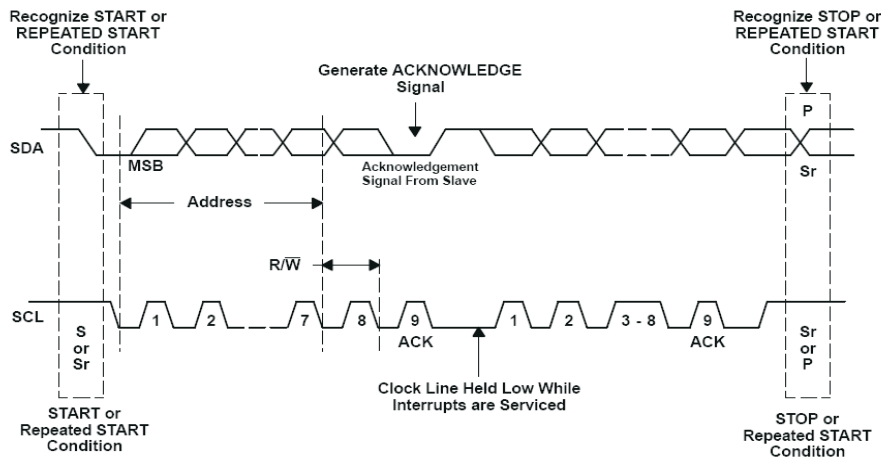 Recognize START or
REPEATED START
Condition
Recognize STOP or
REPEATED START
Condition
Generate ACKNOWLEDGE
Signal
P
SDA
MSB
Acknowledgement
Signal From Slave
Sr
Address
R/W̅
SCL
S
or
Sr
1
2
7
8
9
ACK
1
2
3 - 8
9
ACK
Sr
or
P
Clock Line Held Low While
Interrupts are Serviced
START or
Repeated START
Condition
STOP or
Repeated START
Condition